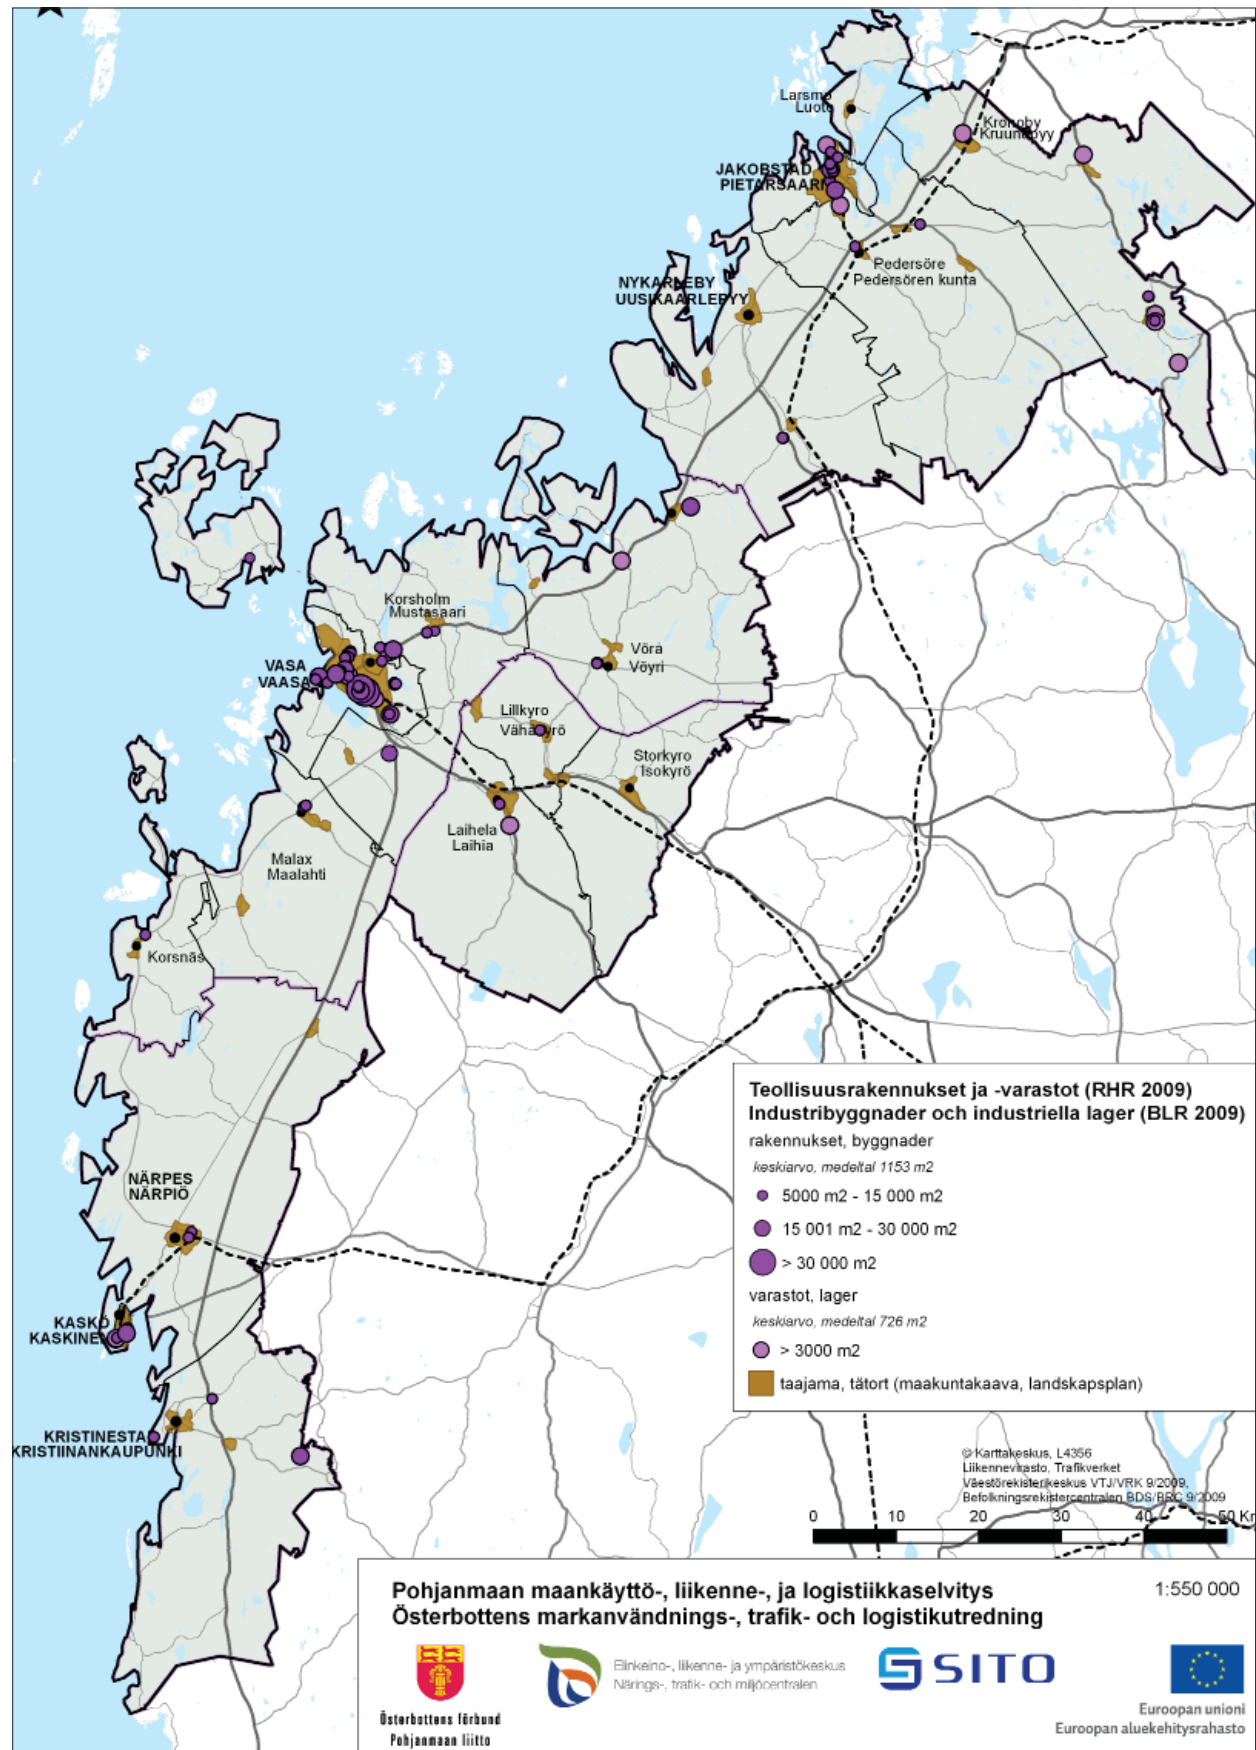 Larsmo
Luoto
Kronoby
Kruunupyy
JAKOBSTAD
PIETARSAARI
Pedersöre
Pedersören kunta
NYKARLEBY
UUSIKAARLEPYY
Korsholm
Mustasaari
Vörå
Vöyri
VASA
VAASA
Lillkyro
Vähäkyrö
Storkyro
Isokyrö
Laihela
Laihia
Malax
Maalahti
Korsnäs
NÄRPES
NÄRPIÖ
KASKÖ
KASKINEN
KRISTINESTAD
KRISTIINANKAUPUNKI
Teollisuusrakennukset ja -varastot (RHR 2009)
Industribyggnader och industriella lager (BLR 2009)
rakennukset, byggnader
keskiarvo, medeltal 1153 m2
5000 m2 - 15 000 m2
15 001 m2 - 30 000 m2
> 30 000 m2
varastot, lager
keskiarvo, medeltal 726 m2
> 3000 m2
taajama, tätort (maakuntakaava, landskapsplan)
© Karttakeskus, L4356
Liikennevirasto, Trafikverket
Väestörekisterikeskus VTJ/VRK 9/2009,
Befolkningsregistercentralen BDS/BRC 9/2009
0 10 20 30 40 50 Km
Pohjanmaan maankäyttö-, liikenne-, ja logistiikkaselvitys
Österbottens markanvändnings-, trafik- och logistikutredning
1:550 000
Elinkeino-, liikenne- ja ympäristökeskus
Närings-, trafik- och miljöcentralen
SITO
Österbottens förbund
Pohjanmaan liitto
Euroopan unioni
Euroopan aluekehitysrahasto